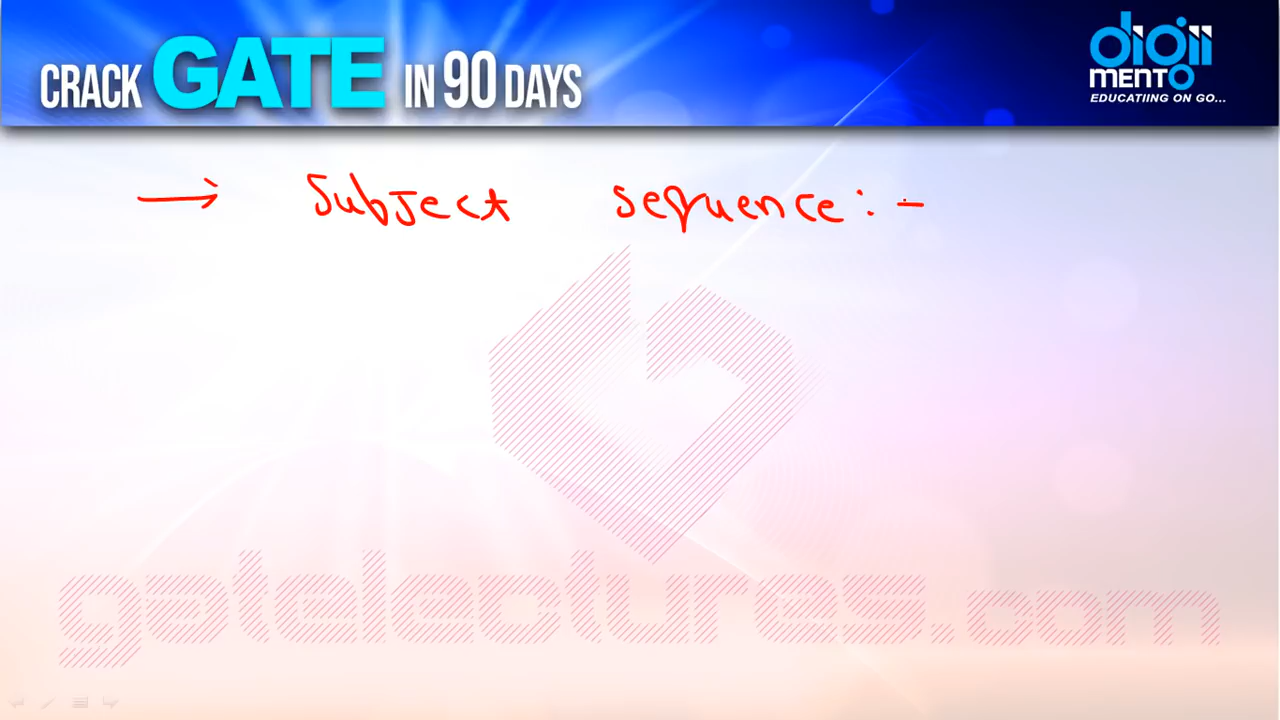 CRACK GATE IN 90 DAYS
digii
MENTO
EDUCATIING ON GO...
→ Subject sequence:-
gatelectures.com